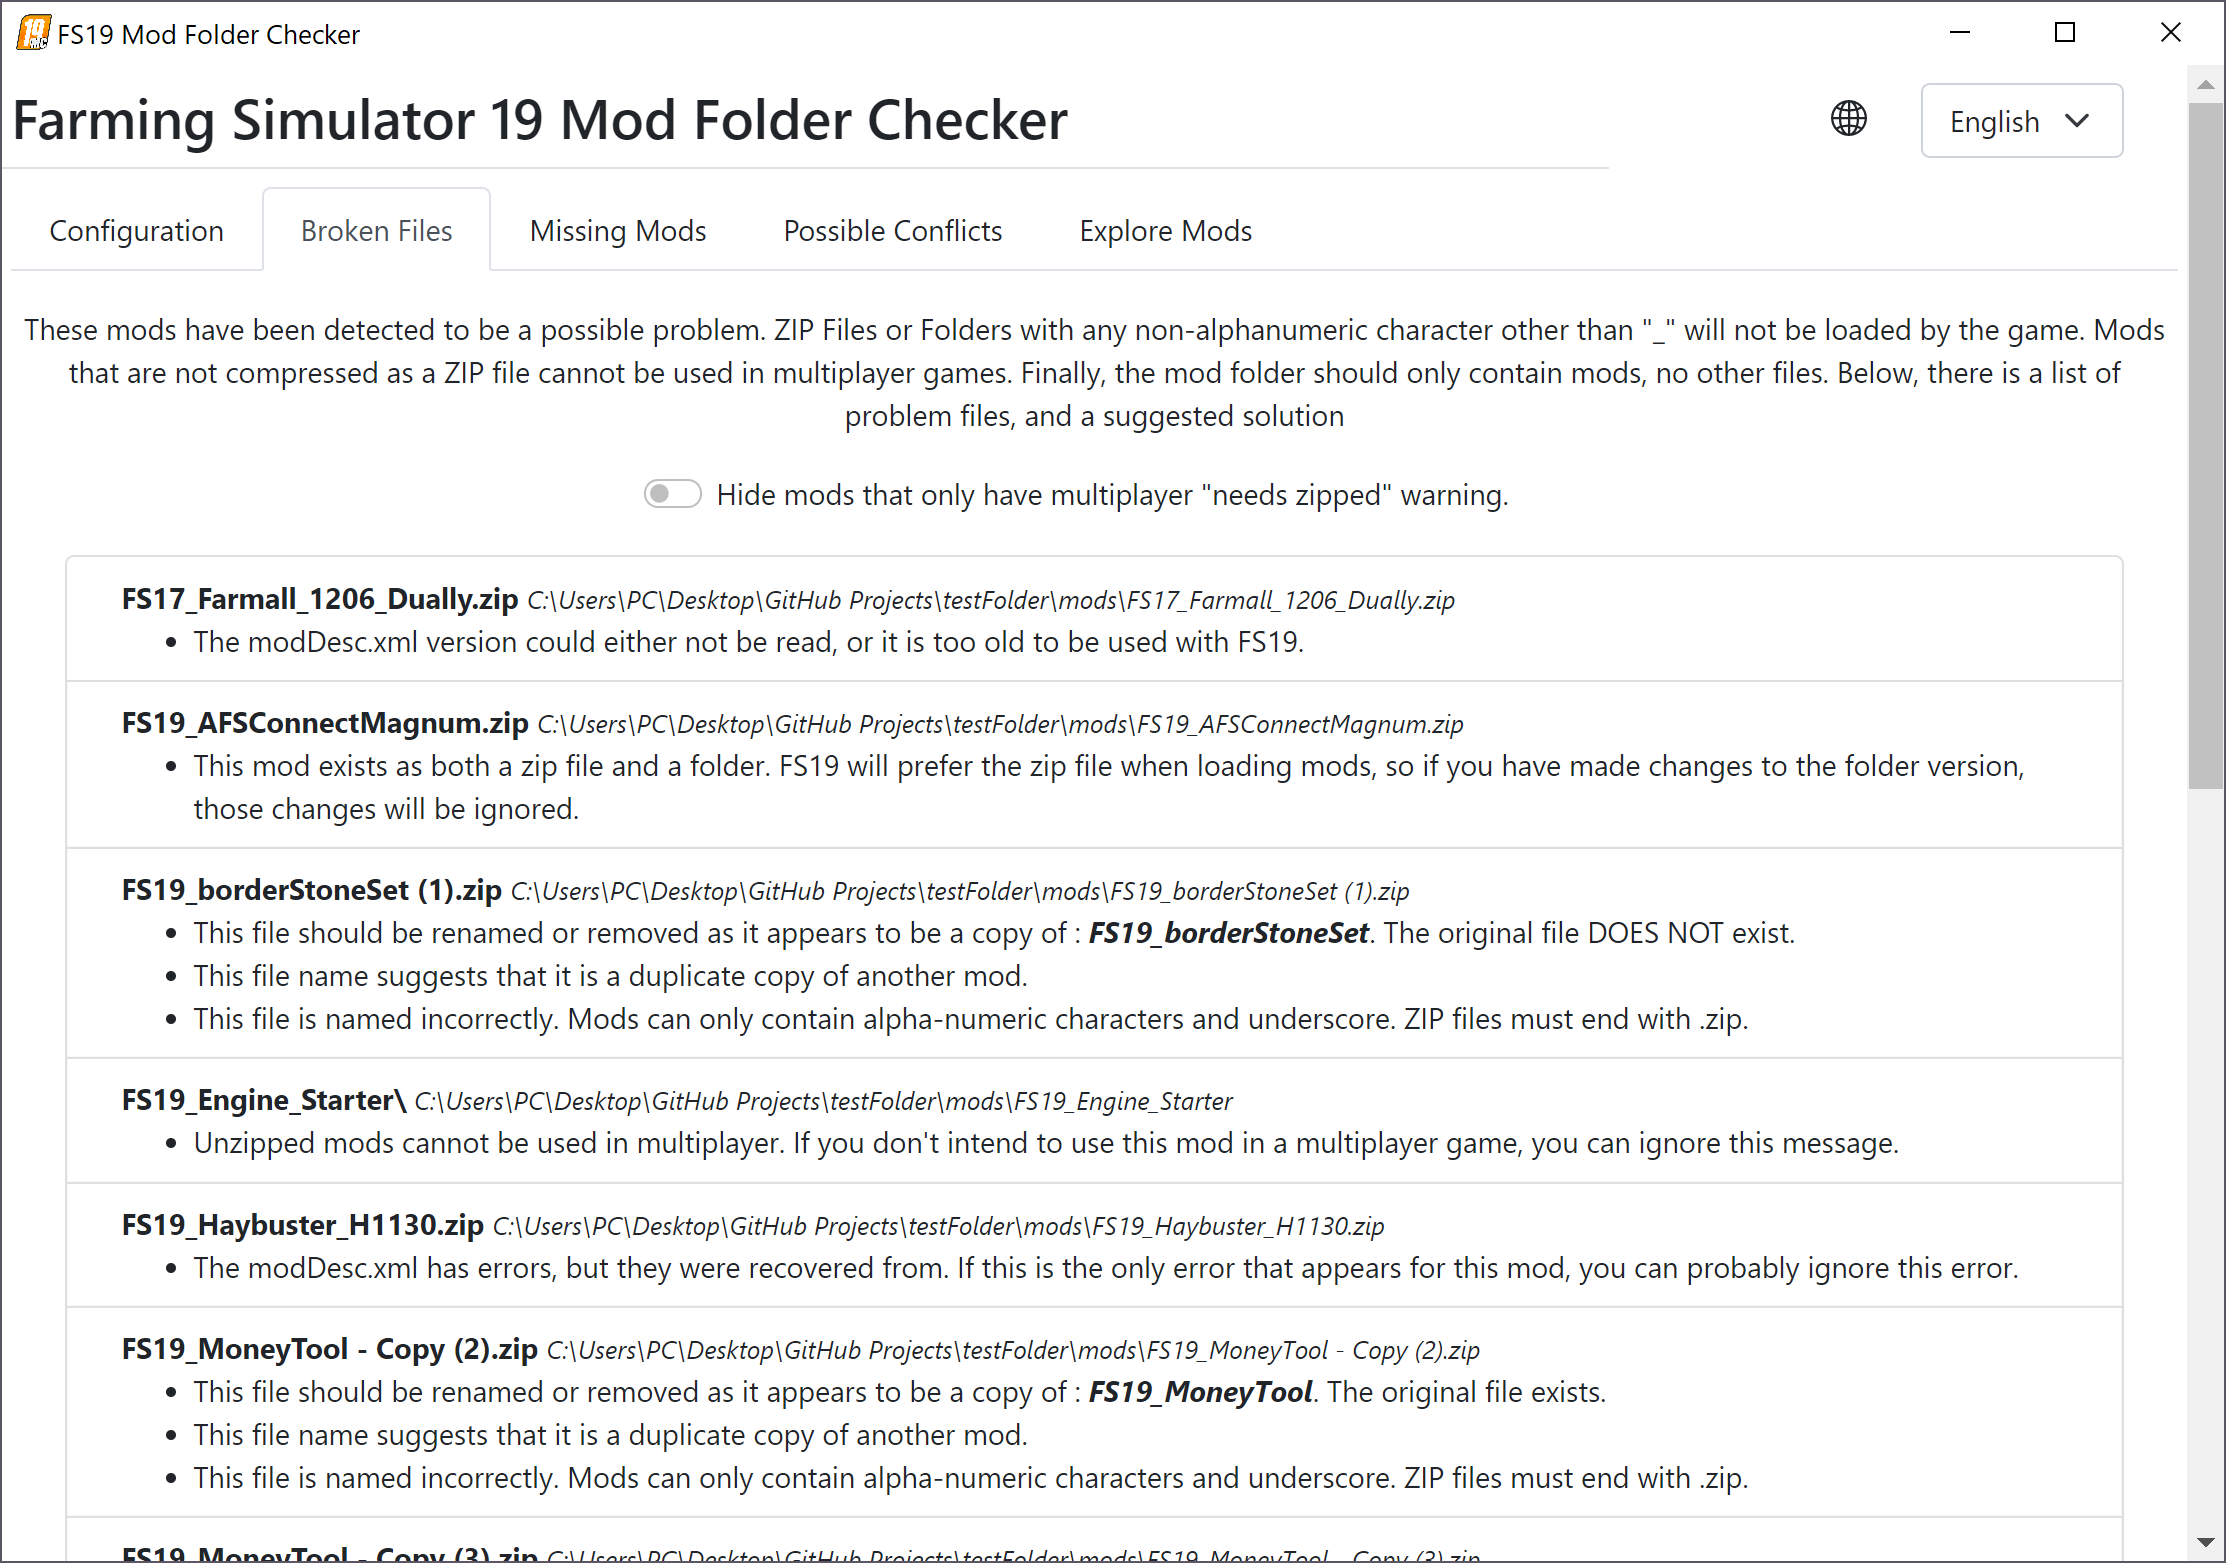 FS19 Mod Folder Checker
Farming Simulator 19 Mod Folder Checker
English
Configuration
Broken Files
Missing Mods
Possible Conflicts
Explore Mods
These mods have been detected to be a possible problem. ZIP Files or Folders with any non-alphanumeric character other than "_" will not be loaded by the game. Mods
that are not compressed as a ZIP file cannot be used in multiplayer games. Finally, the mod folder should only contain mods, no other files. Below, there is a list of
problem files, and a suggested solution
Hide mods that only have multiplayer "needs zipped" warning.
FS17_Farmall_1206_Dually.zip C:\Users\PC\Desktop\GitHub Projects\testFolder\mods\FS17_Farmall_1206_Dually.zip
• The modDesc.xml version could either not be read, or it is too old to be used with FS19.
FS19_AFSConnectMagnum.zip C:\Users\PC\Desktop\GitHub Projects\testFolder\mods\FS19_AFSConnectMagnum.zip
• This mod exists as both a zip file and a folder. FS19 will prefer the zip file when loading mods, so if you have made changes to the folder version,
those changes will be ignored.
FS19_borderStoneSet (1).zip C:\Users\PC\Desktop\GitHub Projects\testFolder\mods\FS19_borderStoneSet (1).zip
• This file should be renamed or removed as it appears to be a copy of : FS19_borderStoneSet. The original file DOES NOT exist.
• This file name suggests that it is a duplicate copy of another mod.
• This file is named incorrectly. Mods can only contain alpha-numeric characters and underscore. ZIP files must end with .zip.
FS19_Engine_Starter\ C:\Users\PC\Desktop\GitHub Projects\testFolder\mods\FS19_Engine_Starter
• Unzipped mods cannot be used in multiplayer. If you don't intend to use this mod in a multiplayer game, you can ignore this message.
FS19_Haybuster_H1130.zip C:\Users\PC\Desktop\GitHub Projects\testFolder\mods\FS19_Haybuster_H1130.zip
• The modDesc.xml has errors, but they were recovered from. If this is the only error that appears for this mod, you can probably ignore this error.
FS19_MoneyTool - Copy (2).zip C:\Users\PC\Desktop\GitHub Projects\testFolder\mods\FS19_MoneyTool - Copy (2).zip
• This file should be renamed or removed as it appears to be a copy of : FS19_MoneyTool. The original file exists.
• This file name suggests that it is a duplicate copy of another mod.
• This file is named incorrectly. Mods can only contain alpha-numeric characters and underscore. ZIP files must end with .zip.
FS19_MoneyTool - Copy (3).zip C:\Users\PC\Desktop\GitHub Projects\testFolder\mods\FS19_MoneyTool - Copy (3).zip